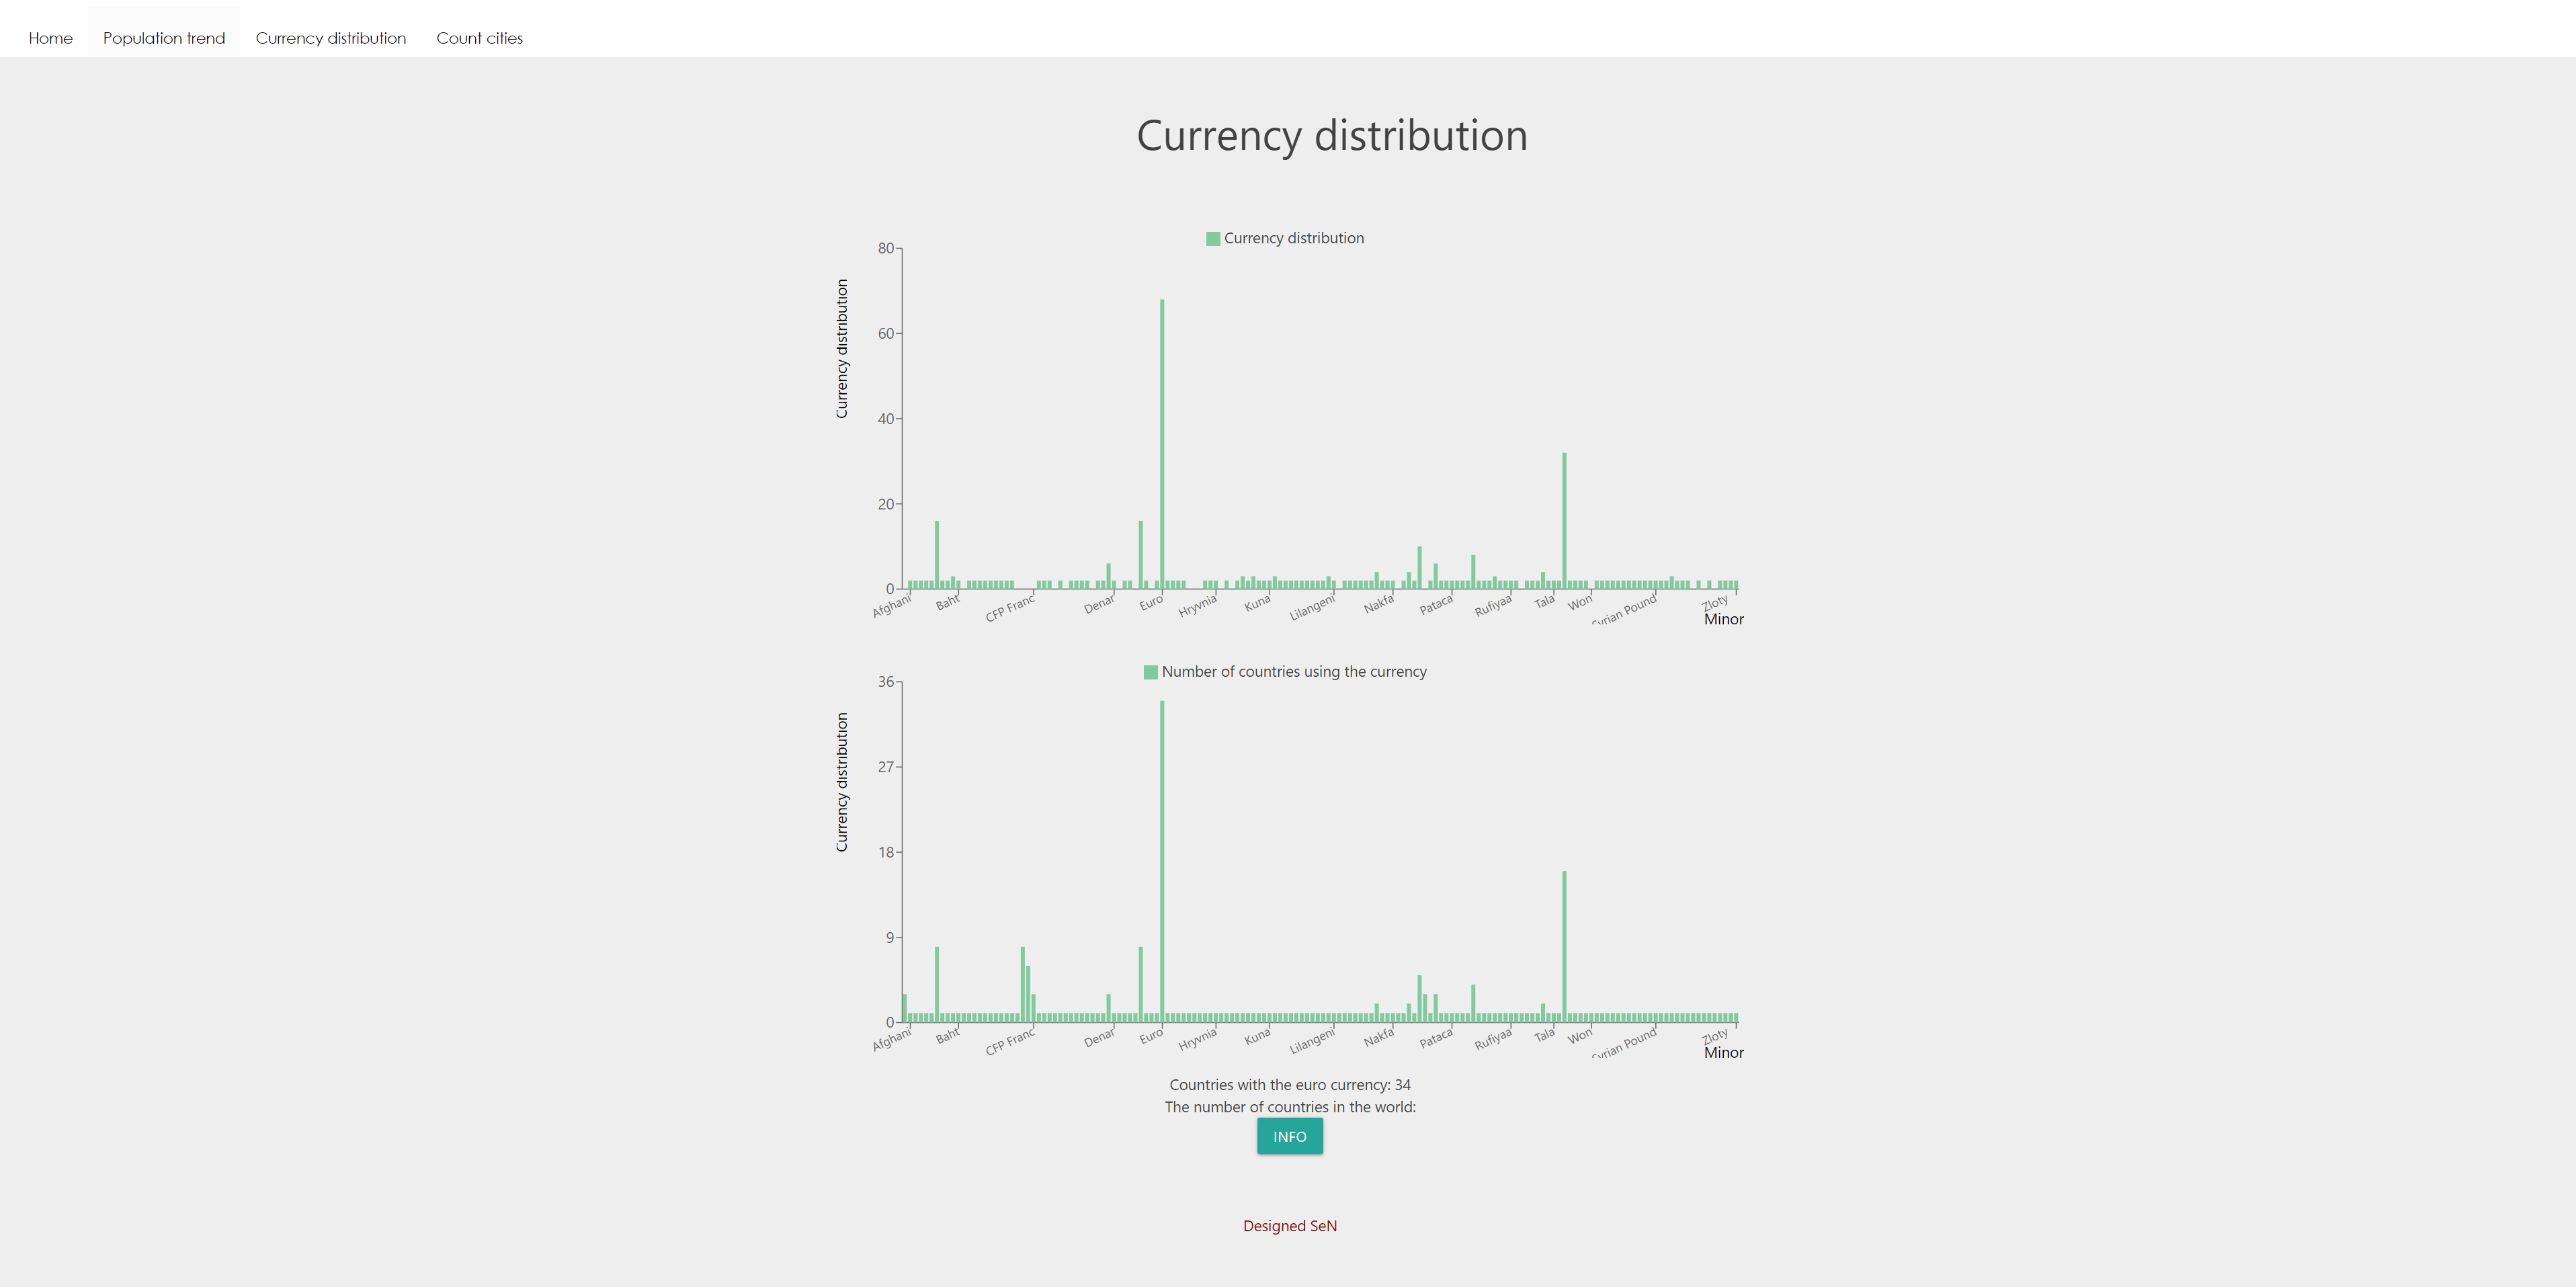 Home Population trend Currency distribution Count cities
Currency distribution
Currency distribution
80
60
40
20
0
Currency distribution
Afghani Baht CFP Franc Denar Euro Hryvnia Kuna Lilangeni Nakfa Pataca Rufiyaa Tala Won Syrian Pound Zloty
Minor
Number of countries using the currency
36
27
18
9
0
Currency distribution
Afghani Baht CFP Franc Denar Euro Hryvnia Kuna Lilangeni Nakfa Pataca Rufiyaa Tala Won Syrian Pound Zloty
Minor
Countries with the euro currency: 34
The number of countries in the world:
INFO
Designed SeN